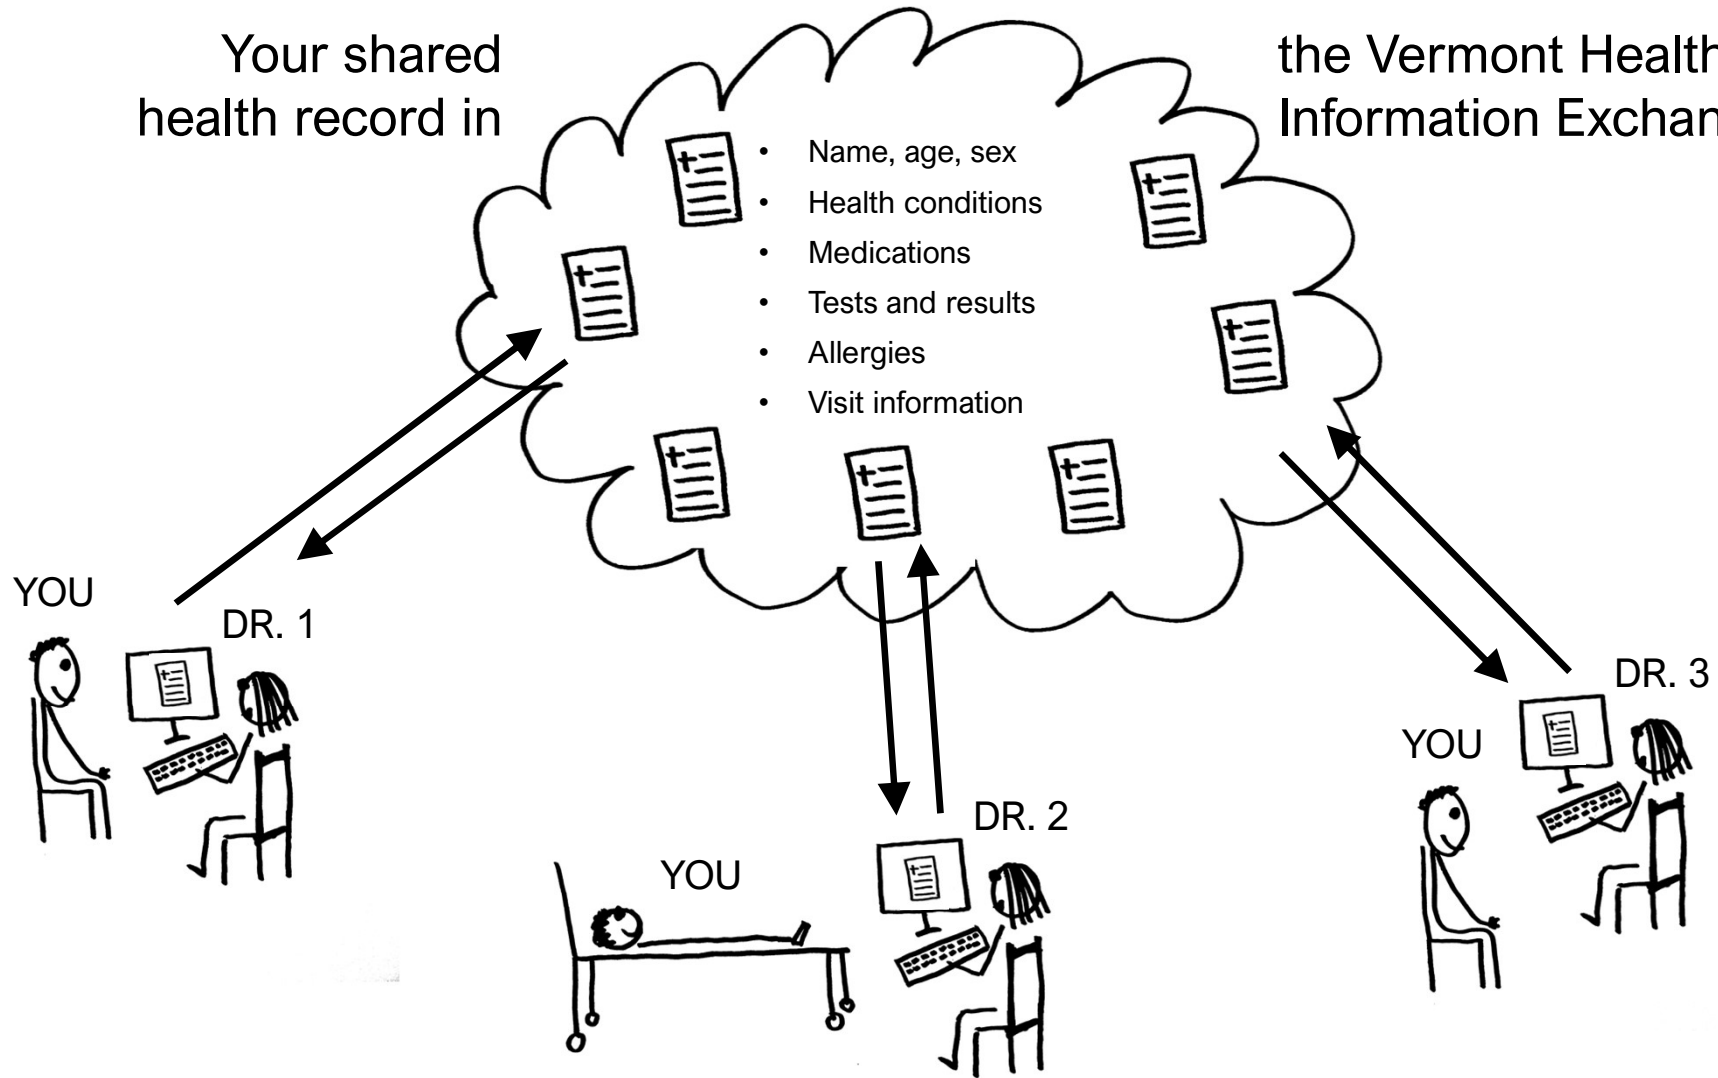 Your shared
health record in
the Vermont Health
Information Exchan
• Name, age, sex
• Health conditions
• Medications
• Tests and results
• Allergies
• Visit information
YOU
DR. 1
YOU
DR. 2
YOU
DR. 3